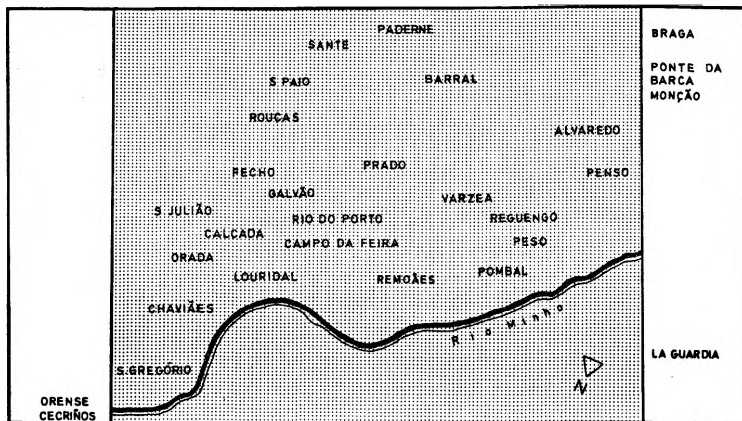 PADERNE
SANTE
BRAGA
PONTE DA
BARCA
MONÇÃO
S PAIO
BARRAL
ROUÇAS
ALVAREDO
PRADO
FECHO
PENSO
GALVÃO
VARZEA
S JULIÃO
RIO DO PORTO
REGUENGO
CALÇADA
CAMPO DA FEIRA
PESO
ORADA
LOURIDAL
REMOÃES
POMBAL
CHAVIÃES
Rio Minho
LA GUARDIA
S.GREGÓRIO
N
ORENSE
CECRIÑOS